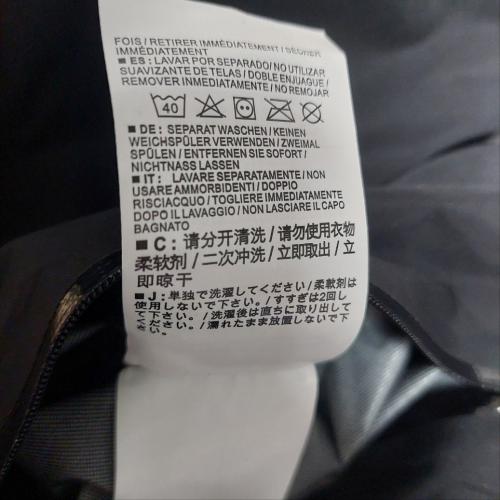 FOIS / RETIRER IMMÉDIATEMENT / SÉCHER
IMMÉDIATEMENT
■ ES : LAVAR POR SEPARADO/ NO UTILIZAR
SUAVIZANTE DE TELAS / DOBLE ENJUAGUE /
REMOVER INMEDIATAMENTE / NO REMOJAR
40
■ DE : SEPARAT WASCHEN / KEINEN
WEICHSPÜLER VERWENDEN / ZWEIMAL
SPÜLEN / ENTFERNEN SIE SOFORT /
NICHTNASS LASSEN
■ IT : LAVARE SEPARATAMENTE / NON
USARE AMMORBIDENTI / DOPPIO
RISCIACQUO / TOGLIERE IMMEDIATAMENTE
DOPO IL LAVAGGIO / NON LASCIARE IL CAPO
BAGNATO
■ C : 请分开清洗 / 请勿使用衣物
柔软剂 / 二次冲洗 / 立即取出 / 立
即晾干
■ J : 単独で洗濯してください / 柔軟剤は
使用しないで下さい。/ すすぎは2回し
て下さい。/ 洗濯後は直ちに取り出して
下さい。/ 濡れたまま放置しないで下
さい。